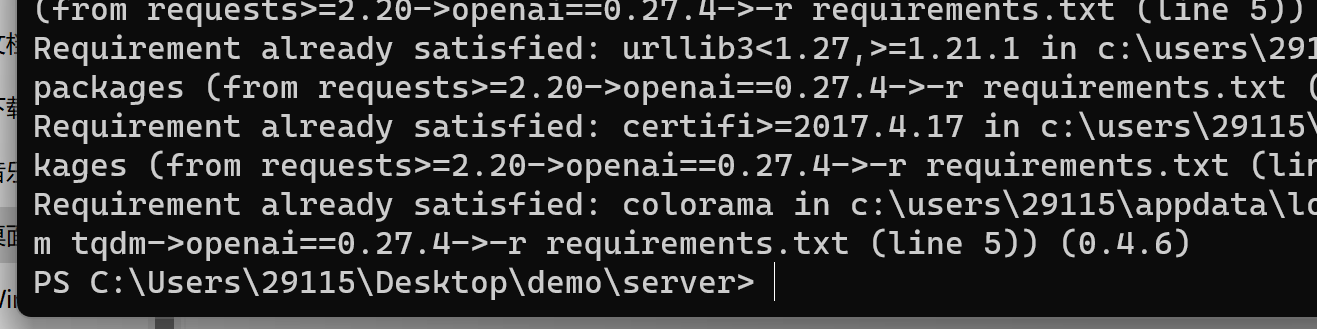 (from requests>=2.20->openai==0.27.4->-r requirements.txt (line 5))
Requirement already satisfied: urllib3<1.27,>=1.21.1 in c:\users\291
packages (from requests>=2.20->openai==0.27.4->-r requirements.txt (
Requirement already satisfied: certifi>=2017.4.17 in c:\users\29115\
kages (from requests>=2.20->openai==0.27.4->-r requirements.txt (lin
Requirement already satisfied: colorama in c:\users\29115\appdata\lo
m tqdm->openai==0.27.4->-r requirements.txt (line 5)) (0.4.6)
PS C:\Users\29115\Desktop\demo\server>